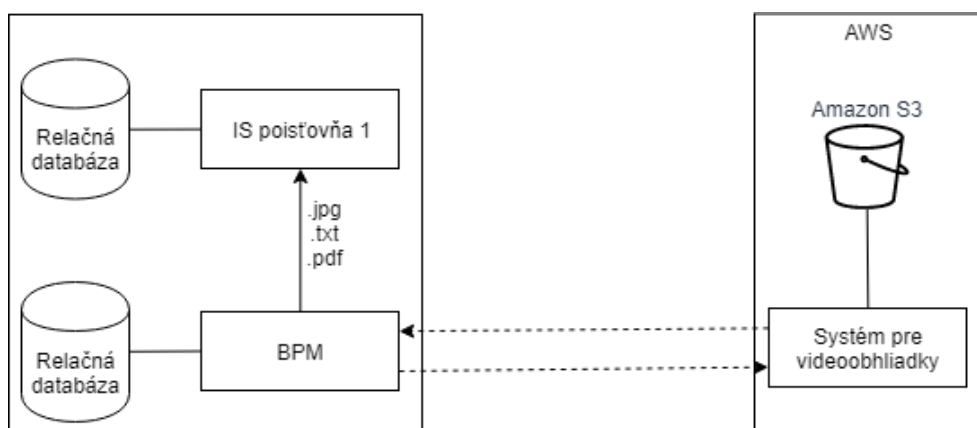 Relačná
databáza
IS poisťovňa 1
.jpg
.txt
.pdf
Relačná
databáza
BPM
AWS
Amazon S3
Systém pre
videoobhliadky